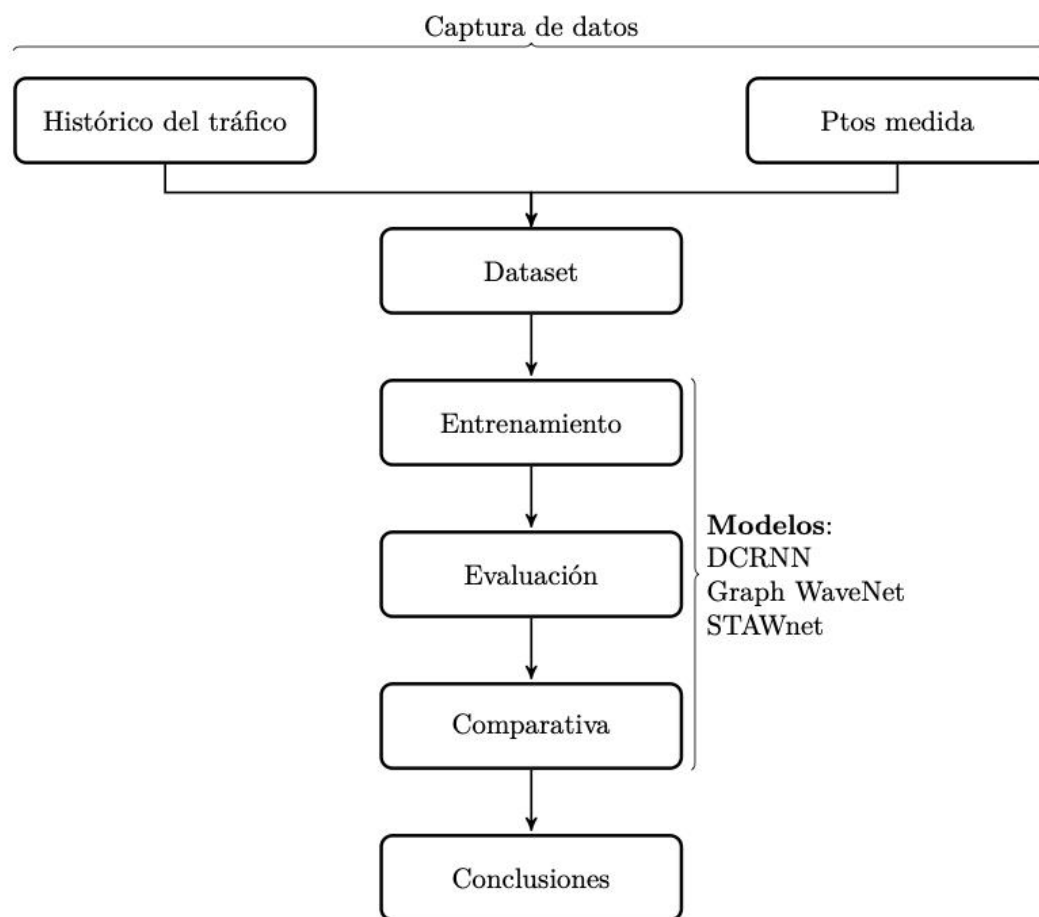 Captura de datos
Histórico del tráfico
Ptos medida
Dataset
Entrenamiento
Evaluación
Modelos:
DCRNN
Graph WaveNet
STAWnet
Comparativa
Conclusiones